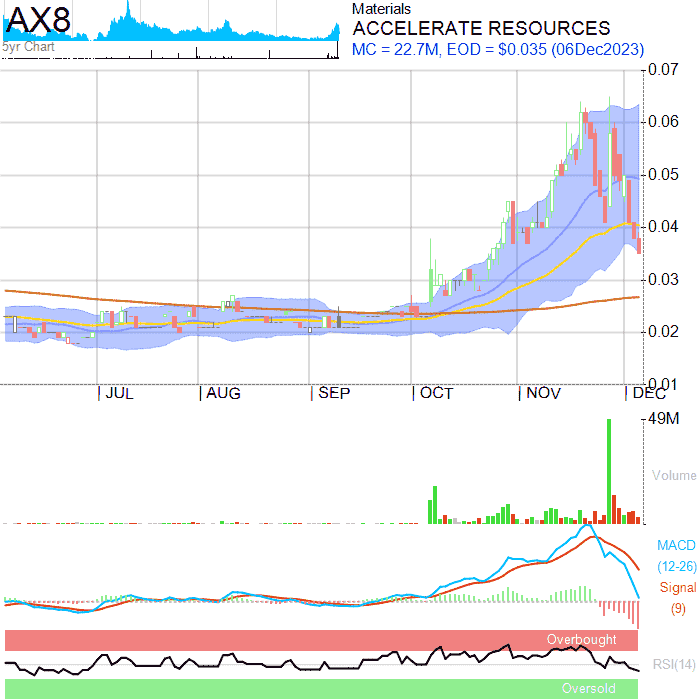 AX8
5yr Chart
Materials
ACCELERATE RESOURCES
MC = 22.7M, EOD = $0.035 (06Dec2023)
0.07
0.06
0.05
0.04
0.03
0.02
0.01
JUL AUG SEP OCT NOV DEC
49M
Volume
MACD
(12-26)
Signal
(9)
Overbought
RSI(14)
Oversold